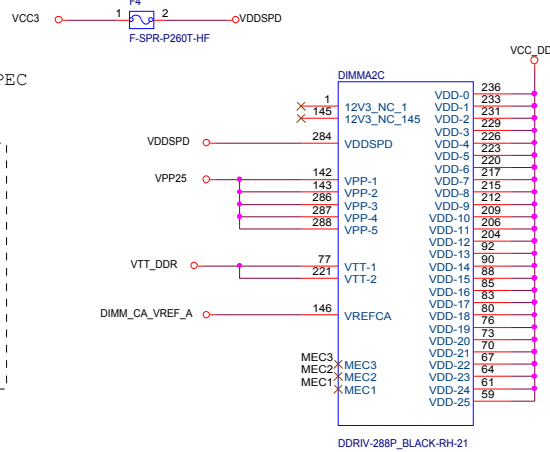 F4
VCC3 1 2 VDDSPD
F-SPR-P260T-HF
VCC_DD
PEC
DIMMA2C
1 12V3_NC_1
145 12V3_NC_145
VDDSPD 284 VDDSPD
VPP25 142 VPP-1
143 VPP-2
286 VPP-3
287 VPP-4
288 VPP-5
VTT_DDR 77 VTT-1
221 VTT-2
DIMM_CA_VREF_A 146 VREFCA
MEC3 MEC3
MEC2 MEC2
MEC1 MEC1
VDD-0 236
VDD-1 233
VDD-2 231
VDD-3 229
VDD-4 226
VDD-5 223
VDD-6 220
VDD-7 217
VDD-8 215
VDD-9 212
VDD-10 209
VDD-11 206
VDD-12 204
VDD-13 92
VDD-14 90
VDD-15 88
VDD-16 85
VDD-17 83
VDD-18 80
VDD-19 76
VDD-20 73
VDD-21 70
VDD-22 67
VDD-23 64
VDD-24 61
VDD-25 59
DDRIV-288P_BLACK-RH-21